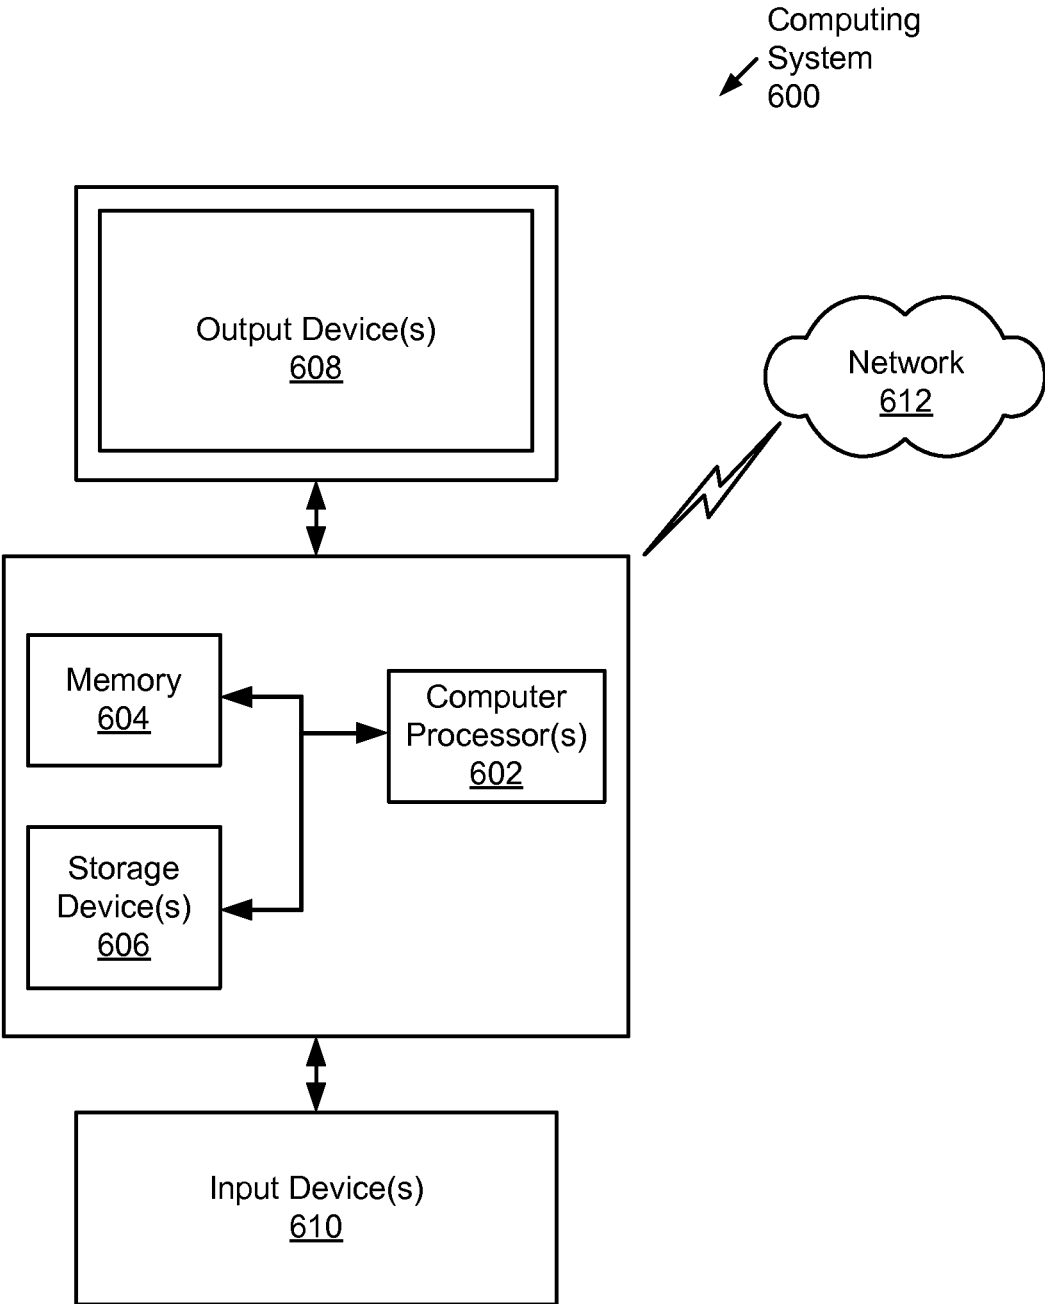 Computing
System
600
Output Device(s)
608
Network
612
Memory
604
Computer
Processor(s)
602
Storage
Device(s)
606
Input Device(s)
610